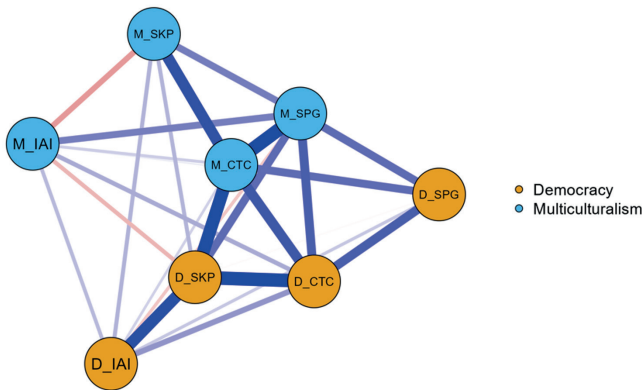 M_SKP
M_SPG
M_IAI
M_CTC
D_SPG
Democracy
Multiculturalism
D_SKP
D_CTC
D_IAI